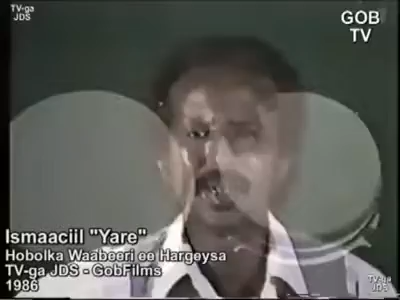 TV-ga
JDS
GOB
TV
Ismaaciil "Yare"
Hobolka Waabeeri ee Hargeysa
TV-ga JDS - GobFilms
1986
TV-ga
JDS